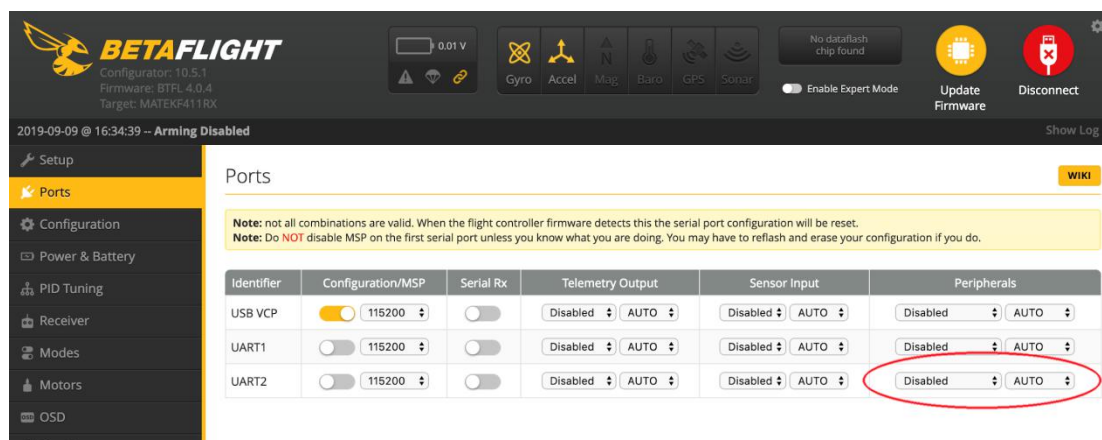 BETAFLIGHT
Configurator: 10.5.1
Firmware: BTFL 4.0.4
Target: MATEKF411RX
0.01 V
Gyro Accel Mag Baro GPS Sonar
No dataflash
chip found
Enable Expert Mode
Update
Firmware
Disconnect
2019-09-09 @ 16:34:39 -- Arming Disabled
Show Log
Setup
Ports
Configuration
Power & Battery
PID Tuning
Receiver
Modes
Motors
OSD
Ports
WIKI
Note: not all combinations are valid. When the flight controller firmware detects this the serial port configuration will be reset.
Note: Do NOT disable MSP on the first serial port unless you know what you are doing. You may have to reflash and erase your configuration if you do.
Identifier Configuration/MSP Serial Rx Telemetry Output Sensor Input Peripherals
USB VCP 115200 Disabled AUTO Disabled AUTO Disabled AUTO
UART1 115200 Disabled AUTO Disabled AUTO Disabled AUTO
UART2 115200 Disabled AUTO Disabled AUTO Disabled AUTO